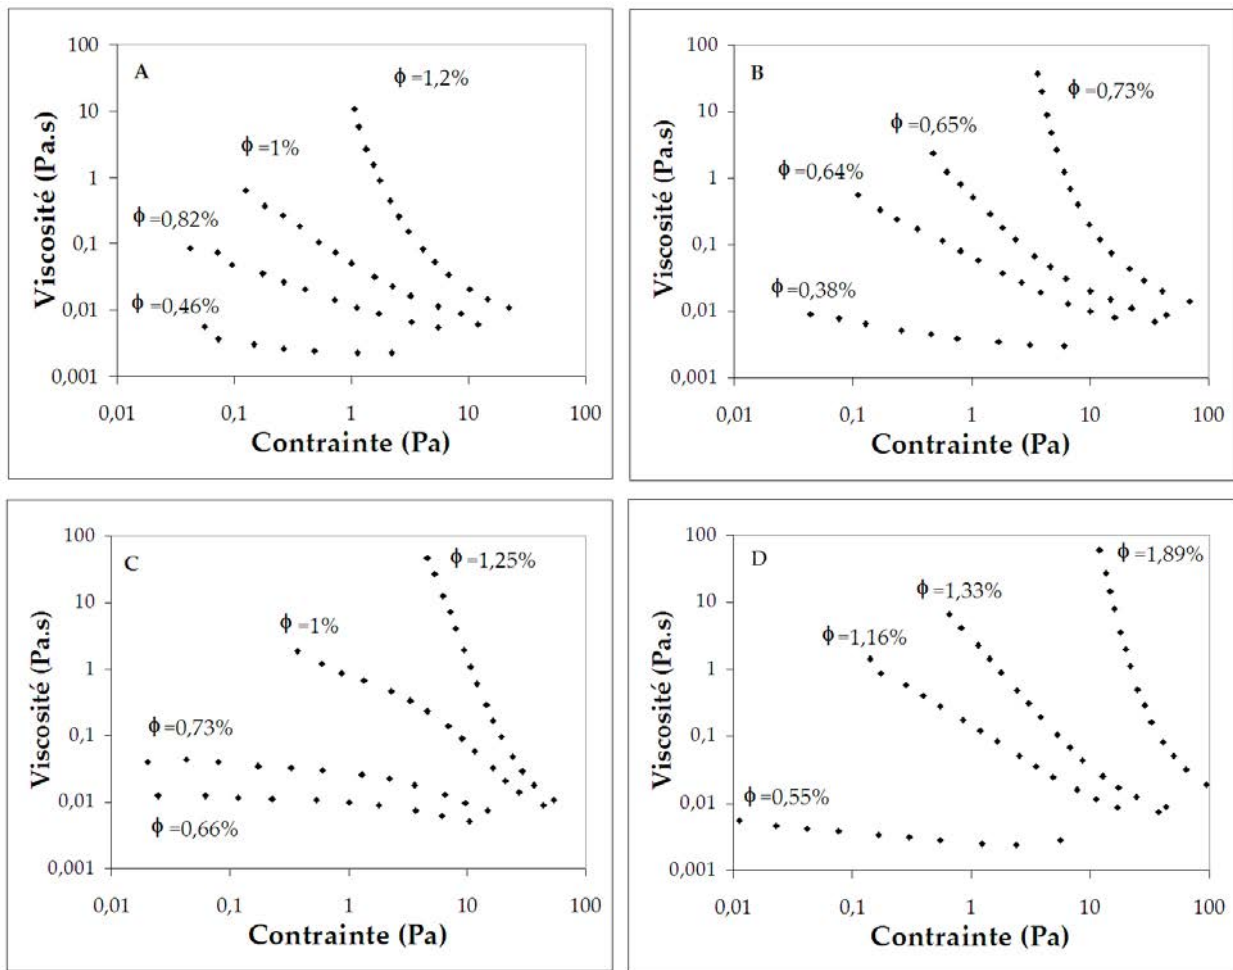 A
100
10
1
0,1
0,01
0,001
Viscosité (Pa.s)
ϕ =1,2%
ϕ =1%
ϕ =0,82%
ϕ =0,46%
0,01 0,1 1 10 100
Contrainte (Pa)
B
100
10
1
0,1
0,01
0,001
Viscosité (Pa.s)
ϕ =0,73%
ϕ =0,65%
ϕ =0,64%
ϕ =0,38%
0,01 0,1 1 10 100
Contrainte (Pa)
C
100
10
1
0,1
0,01
0,001
Viscosité (Pa.s)
ϕ =1,25%
ϕ =1%
ϕ =0,73%
ϕ =0,66%
0,01 0,1 1 10 100
Contrainte (Pa)
D
100
10
1
0,1
0,01
0,001
Viscosité (Pa.s)
ϕ =1,89%
ϕ =1,33%
ϕ =1,16%
ϕ =0,55%
0,01 0,1 1 10 100
Contrainte (Pa)